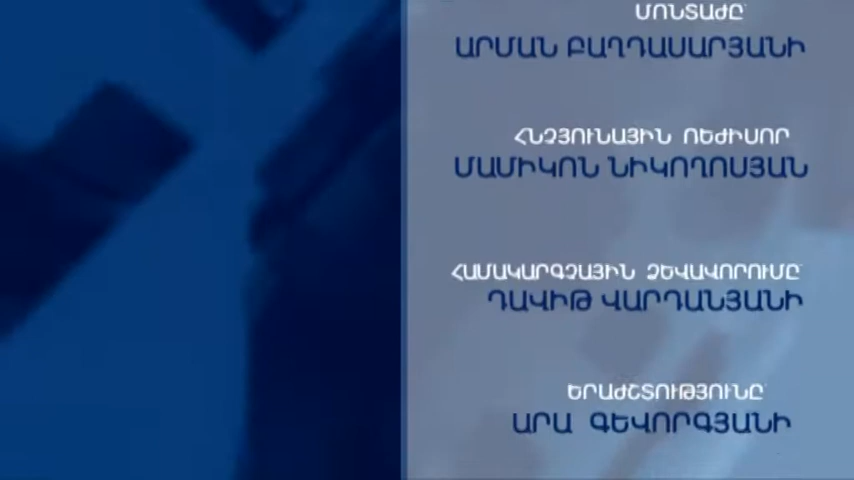 ՄՈՆՏԱԺԸ՝
ԱՐՄԱՆ ԲԱՂԴԱՍԱՐՅԱՆԻ
ՀՆՉՅՈՒՆԱՅԻՆ ՌԵԺԻՍՈՐ
ՄԱՄԻԿՈՆ ՆԻԿՈՂՈՍՅԱՆ
ՀԱՄԱԿԱՐԳՉԱՅԻՆ ՁԵՎԱՎՈՐՈՒՄԸ՝
ԴԱՎԻԹ ՎԱՐԴԱՆՅԱՆԻ
ԵՐԱԺՇՏՈՒԹՅՈՒՆԸ՝
ԱՐԱ ԳԵՎՈՐԳՅԱՆԻ